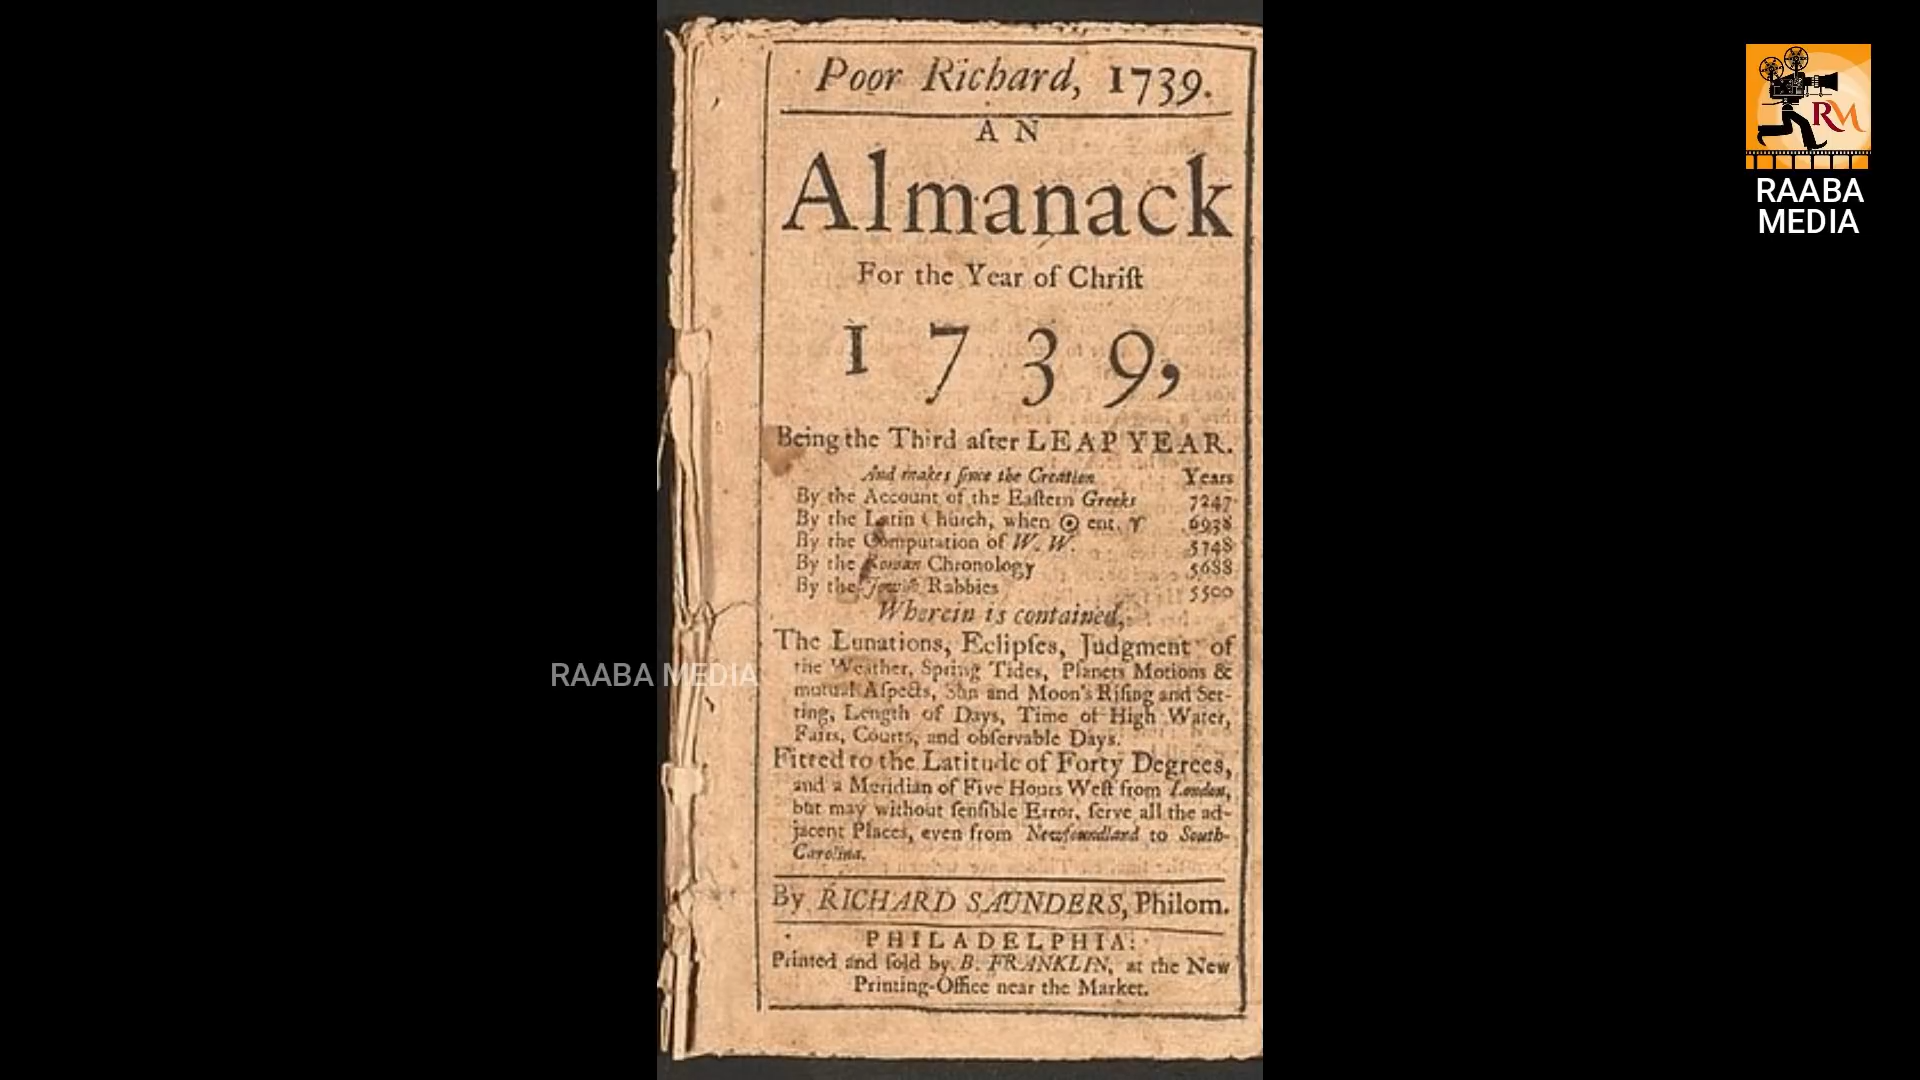 Poor Richard, 1739.
AN
Almanack
For the Year of Chriſt
1739,
Being the Third after LEAP YEAR.
And makes ſince the Creation Years
By the Account of the Eaſtern Greeks 7247
By the Latin Church, when ☉ ent. ♈ 6938
By the Computation of W. W. 5748
By the Roman Chronology 5688
By the Jewiſh Rabbies 5500
Wherein is contained,
The Lunations, Eclipſes, Judgment of
the Weather, Spring Tides, Planets Motions &
mutual Aſpects, Sun and Moon's Riſing and Set-
ting, Length of Days, Time of High Water,
Fairs, Courts, and obſervable Days.
Fitted to the Latitude of Forty Degrees,
and a Meridian of Five Hours Weſt from London,
but may without ſenſible Error, ſerve all the ad-
jacent Places, even from Newfoundland to South-
Carolina.
By RICHARD SAUNDERS, Philom.
PHILADELPHIA:
Printed and ſold by B. FRANKLIN, at the New
Printing-Office near the Market.
RAABA MEDIA
RM
RAABA
MEDIA